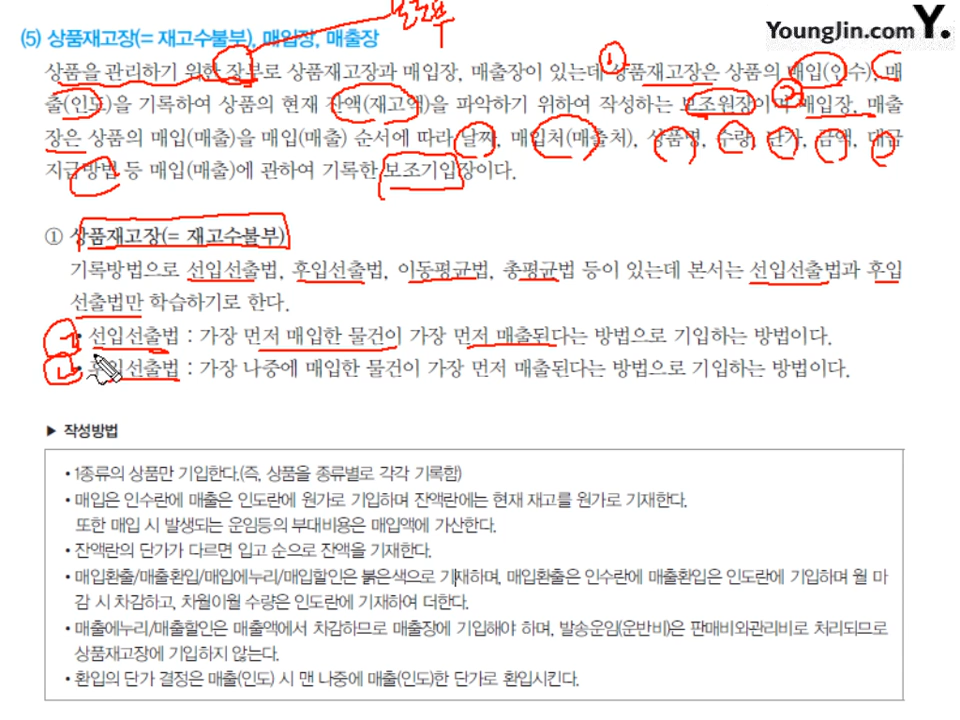 보조부
Younglin.com Y.
(5) 상품재고장(= 재고수불부), 매입장, 매출장
상품을 관리하기 위한 장부로 상품재고장과 매입장, 매출장이 있는데 상품재고장은 상품의 매입(인수), 매
출(인도)을 기록하여 상품의 현재 잔액(재고액)을 파악하기 위하여 작성하는 보조원장이며 매입장, 매출
장은 상품의 매입(매출)을 매입(매출) 순서에 따라 날짜, 매입처(매출처), 상품명, 수량, 단가, 금액, 대금
지급방법 등 매입(매출)에 관하여 기록한 보조기입장이다.
① 상품재고장(= 재고수불부)
기록방법으로 선입선출법, 후입선출법, 이동평균법, 총평균법 등이 있는데 본서는 선입선출법과 후입
선출법만 학습하기로 한다.
• 선입선출법 : 가장 먼저 매입한 물건이 가장 먼저 매출된다는 방법으로 기입하는 방법이다.
• 후입선출법 : 가장 나중에 매입한 물건이 가장 먼저 매출된다는 방법으로 기입하는 방법이다.
▶ 작성방법
• 1종류의 상품만 기입한다.(즉, 상품을 종류별로 각각 기록함)
• 매입은 인수란에 매출은 인도란에 원가로 기입하며 잔액란에는 현재 재고를 원가로 기재한다.
또한 매입 시 발생되는 운임등의 부대비용은 매입액에 가산한다.
• 잔액란의 단가가 다르면 입고 순으로 잔액을 기재한다.
• 매입환출/매출환입/매입에누리/매입할인은 붉은색으로 기재하며, 매입환출은 인수란에 매출환입은 인도란에 기입하며 월 마
감 시 차감하고, 차월이월 수량은 인도란에 기재하여 더한다.
• 매출에누리/매출할인은 매출액에서 차감하므로 매출장에 기입해야 하며, 발송운임(운반비)은 판매비와관리비로 처리되므로
상품재고장에 기입하지 않는다.
• 환입의 단가 결정은 매출(인도) 시 맨 나중에 매출(인도)한 단가로 환입시킨다.